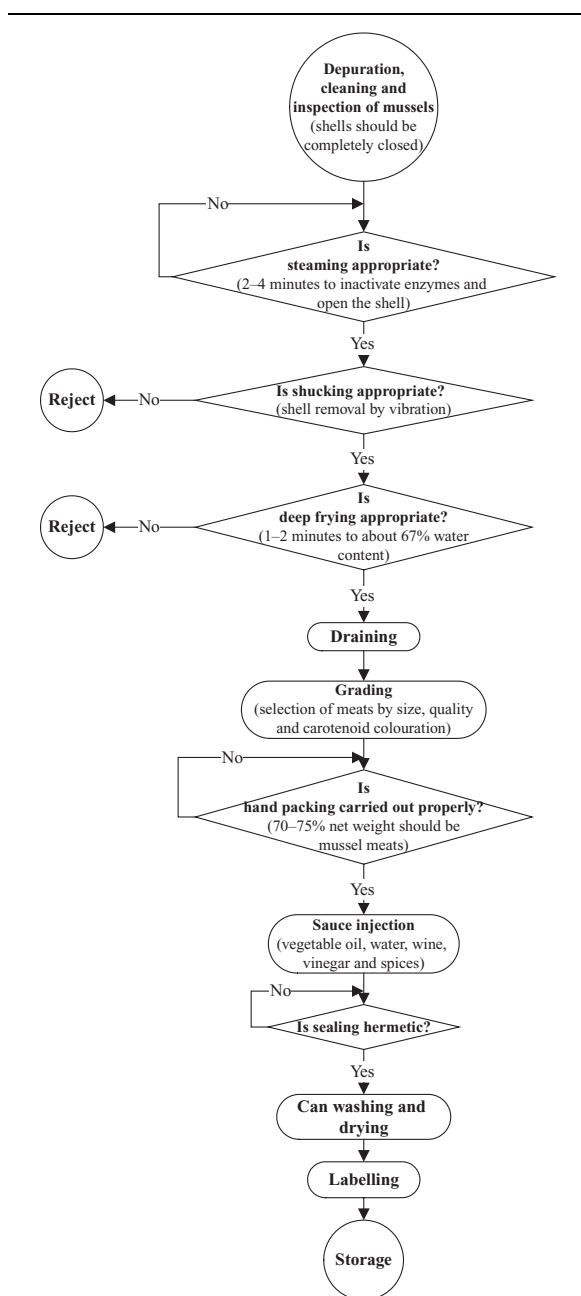 Depuration,
cleaning and
inspection of mussels
(shells should be
completely closed)
No
Is
steaming appropriate?
(2–4 minutes to inactivate enzymes and
open the shell)
Yes
Is shucking appropriate?
(shell removal by vibration)
No
Reject
Yes
Is
deep frying appropriate?
(1–2 minutes to about 67% water
content)
No
Reject
Yes
Draining
Grading
(selection of meats by size, quality
and carotenoid colouration)
No
Is
hand packing carried out properly?
(70–75% net weight should be
mussel meats)
Yes
Sauce injection
(vegetable oil, water, wine,
vinegar and spices)
No
Is sealing hermetic?
Yes
Can washing and
drying
Labelling
Storage